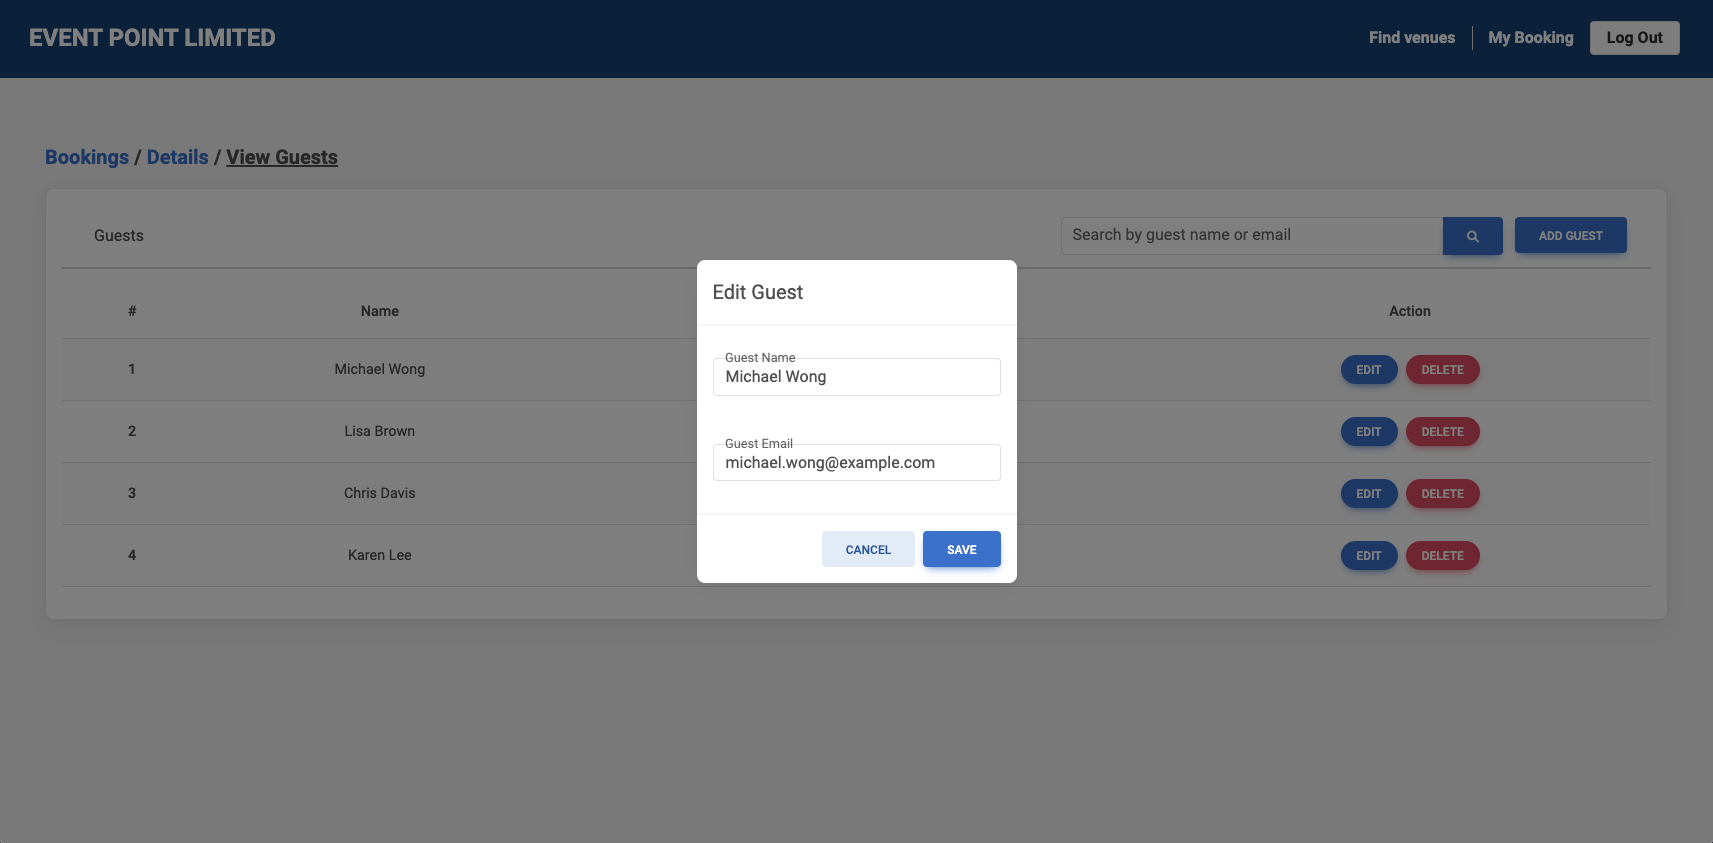 EVENT POINT LIMITED
Find venues
My Booking
Log Out
Bookings / Details / View Guests
Guests
Search by guest name or email
ADD GUEST
# Name Action
1 Michael Wong EDIT DELETE
2 Lisa Brown EDIT DELETE
3 Chris Davis EDIT DELETE
4 Karen Lee EDIT DELETE
Edit Guest
Guest Name
Michael Wong
Guest Email
michael.wong@example.com
CANCEL
SAVE